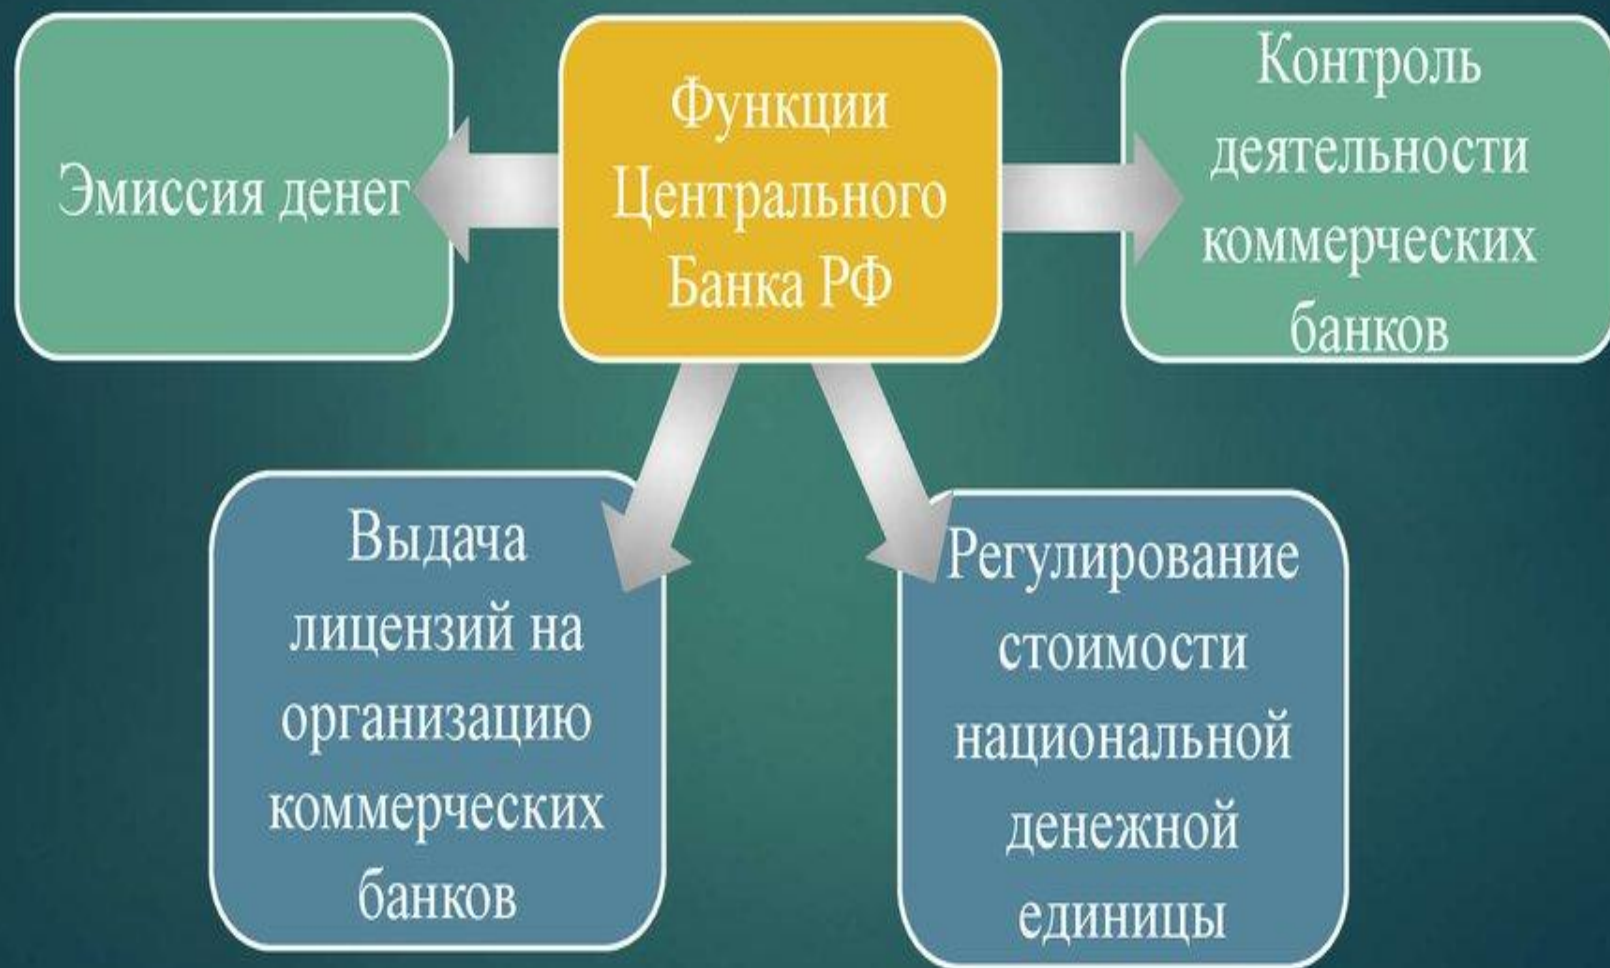 Эмиссия денег
Функции
Центрального
Банка РФ
Контроль
деятельности
коммерческих
банков
Выдача
лицензий на
организацию
коммерческих
банков
Регулирование
стоимости
национальной
денежной
единицы